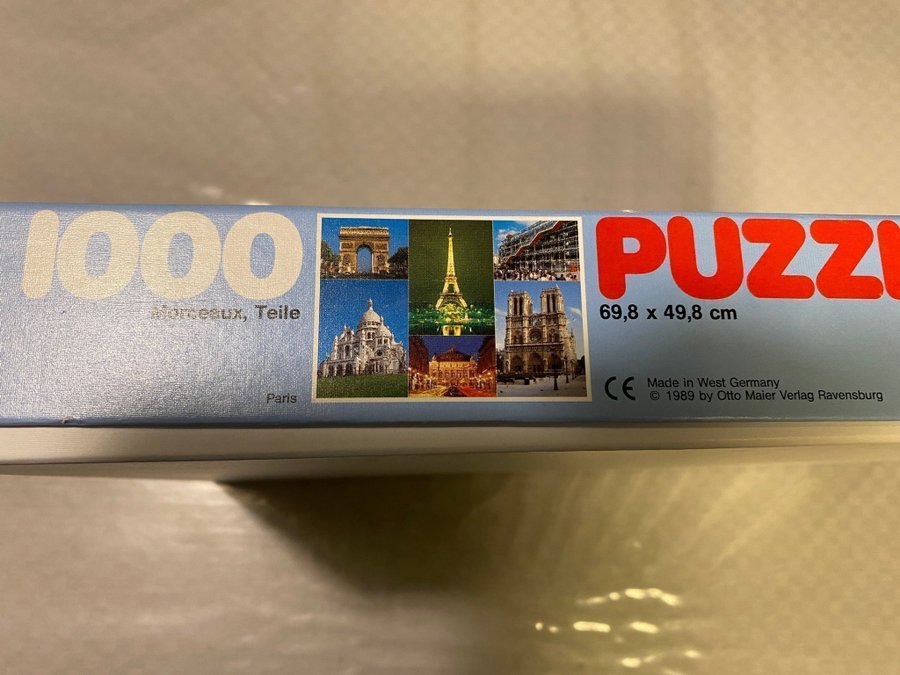 1000
Morceaux, Teile
Paris
PUZZL
69,8 x 49,8 cm
CE
Made in West Germany
© 1989 by Otto Maier Verlag Ravensburg